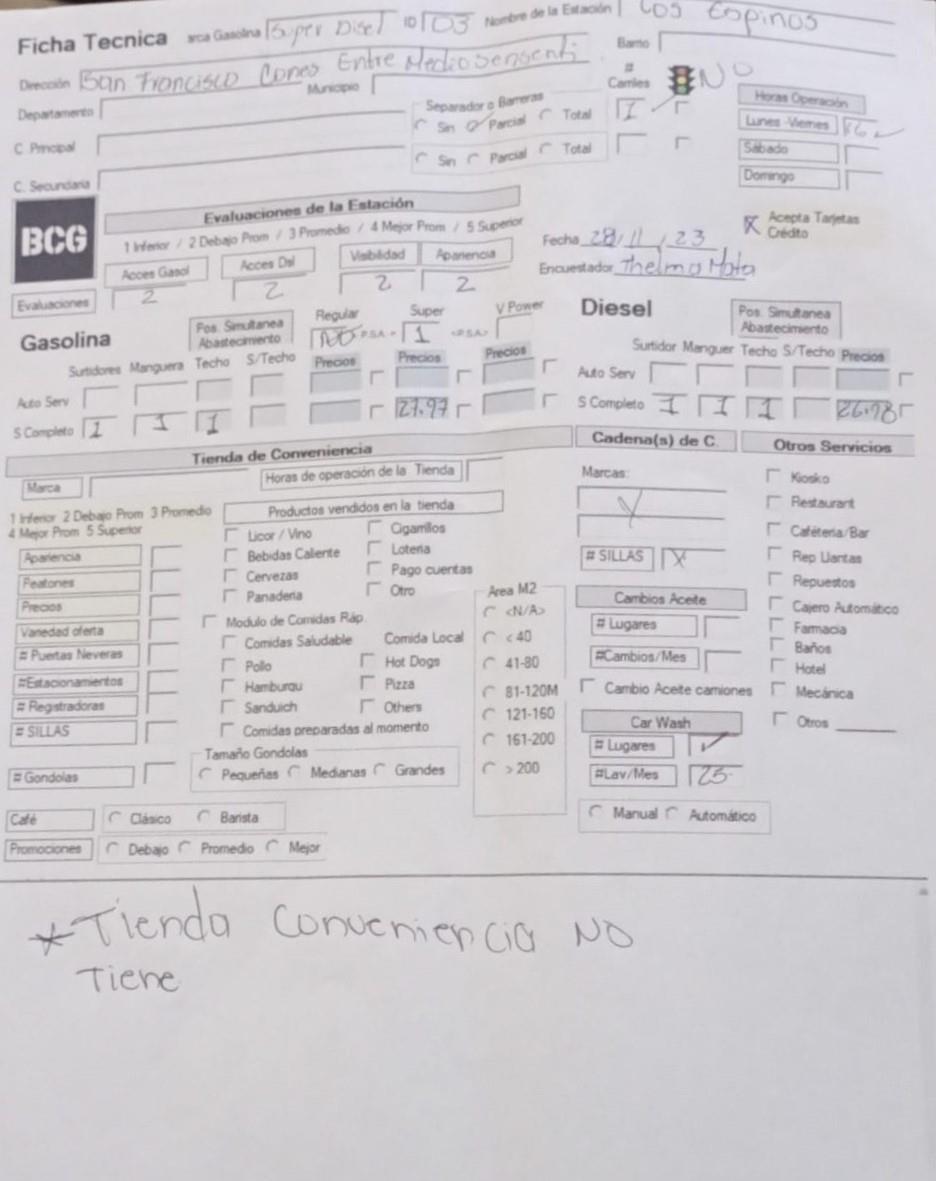 Ficha Tecnica arca Gasolina Super Disel ID 03 Nombre de la Estación Los Espinos
Dirección San Francisco Cones Entre Medio Sensenti Barrio
Departamento Municipio Separador o Barreras # Carriles NO
Sin Parcial Total 1 Horas Operación
C. Principal Lunes -Viernes 16
Sin Parcial Total Sábado
C. Secundaria Domingo
BCG Evaluaciones de la Estación
1 Inferior / 2 Debajo Prom / 3 Promedio / 4 Mejor Prom / 5 Superior
Acepta Tarjetas Crédito
Fecha 28/11/23
Acces Gasol Acces Dsl Visibilidad Apariencia
Encuestador Thelma Mata
Evaluaciones 2 2 2 2
Gasolina Pos. Simultanea Abastecimiento Regular Super V Power
NO P.S.A. 1 <P.S.A>
Surtidores Manguera Techo S/Techo Precios Precios Precios
Auto Serv
S Completo 1 1 1 27.97
Diesel Pos. Simultanea Abastecimiento
Surtidor Manguer Techo S/Techo Precios
Auto Serv
S Completo 1 1 1 26.98
Tienda de Conveniencia
Marca Horas de operación de la Tienda
1 Inferior 2 Debajo Prom 3 Promedio
4 Mejor Prom 5 Superior
Apariencia
Peatones
Precios
Variedad oferta
# Puertas Neveras
#Estacionamientos
# Registradoras
# SILLAS
# Gondolas
Productos vendidos en la tienda
Licor / Vino Cigarrillos
Bebidas Caliente Loteria
Cervezas Pago cuentas
Panaderia Otro
Modulo de Comidas Ráp
Comidas Saludable Comida Local
Pollo Hot Dogs
Hamburqu Pizza
Sanduich Others
Comidas preparadas al momento
Tamaño Gondolas
Pequeñas Medianas Grandes
Area M2
<N/A>
< 40
41-80
81-120M
121-160
161-200
> 200
Café Clásico Barista
Promociones Debajo Promedio Mejor
Cadena(s) de C.
Marcas:
# SILLAS X
Cambios Aceite
# Lugares
#Cambios/Mes
Cambio Aceite camiones
Car Wash
# Lugares ✓
#Lav/Mes 25
Manual Automático
Otros Servicios
Kiosko
Restaurant
Caféteria/Bar
Rep Llantas
Repuestos
Cajero Automático
Farmacia
Baños
Hotel
Mecánica
Otros
* Tienda Conveniencia NO
Tiene